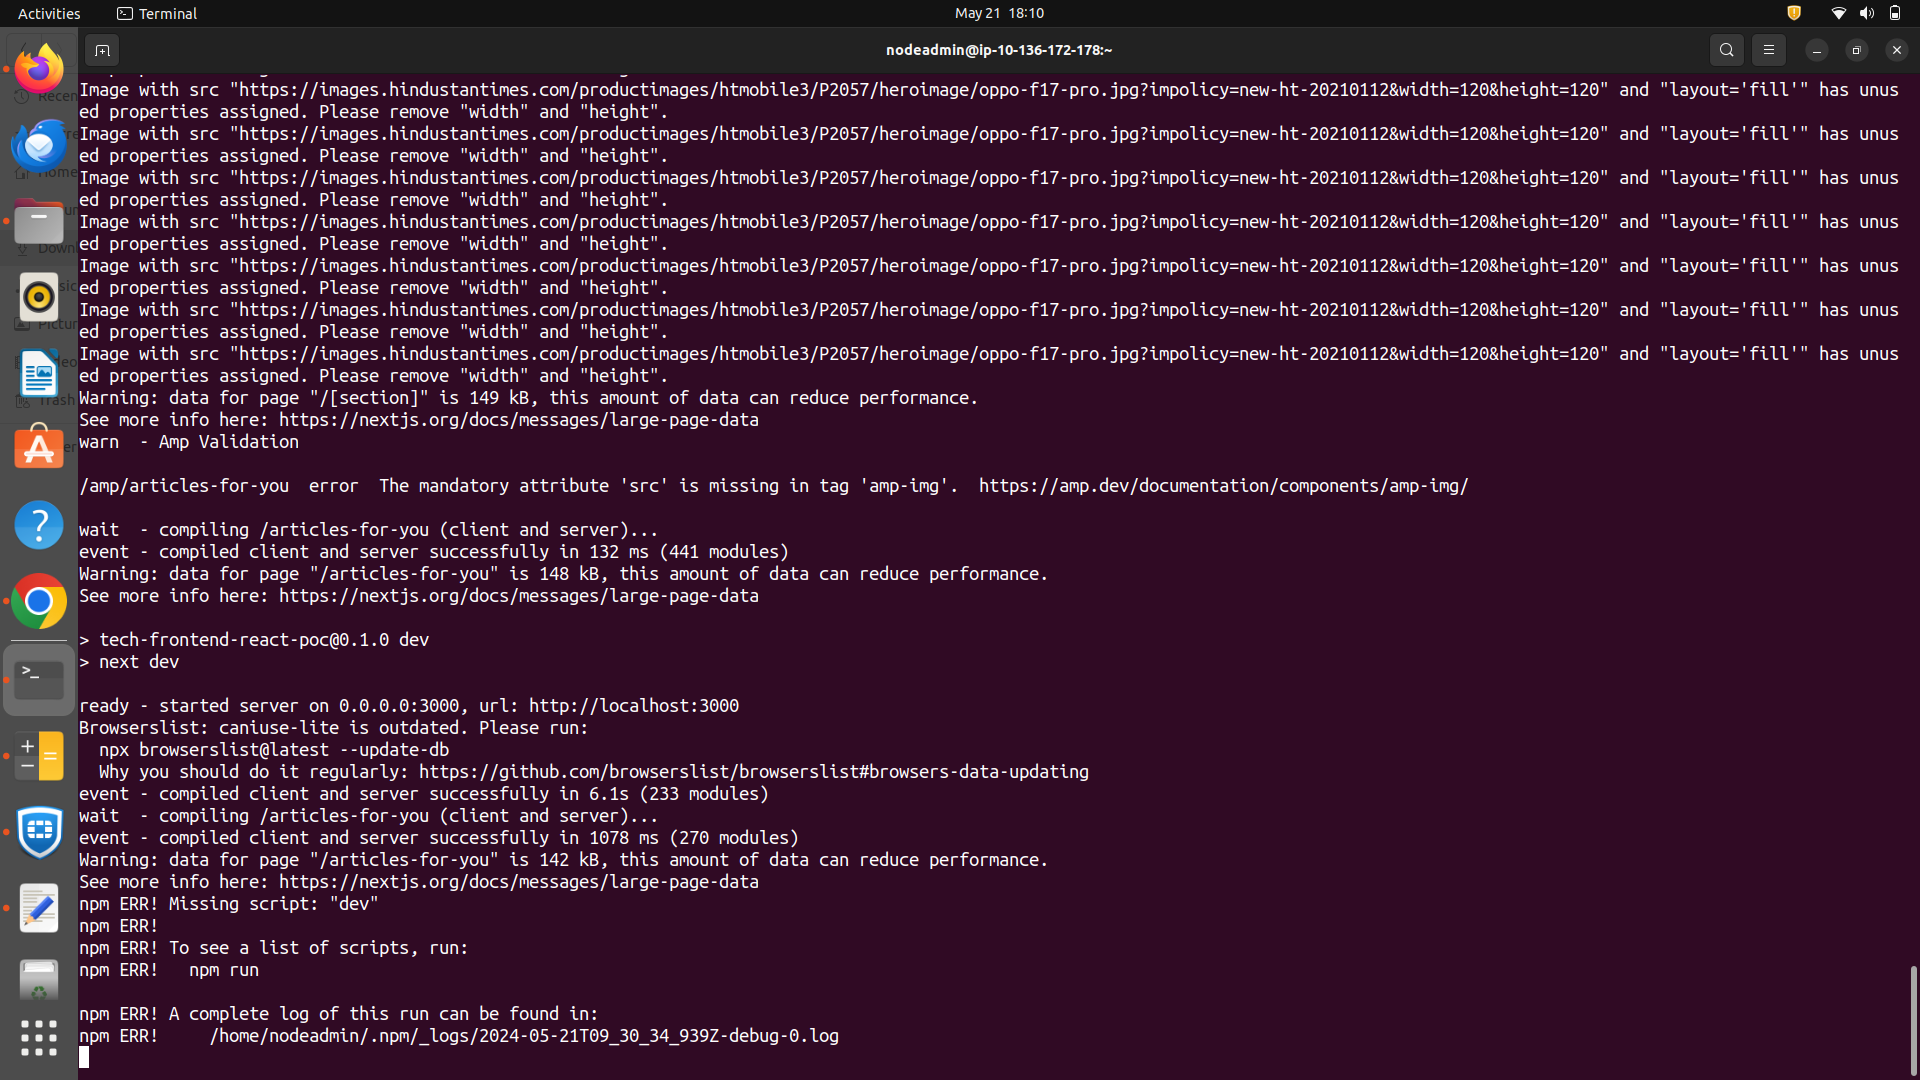 Activities
Terminal
May 21 18:10
nodeadmin@ip-10-136-172-178:~
Image with src "https://images.hindustantimes.com/productimages/htmobile3/P2057/heroimage/oppo-f17-pro.jpg?impolicy=new-ht-20210112&width=120&height=120" and "layout='fill'" has unus
ed properties assigned. Please remove "width" and "height".
Image with src "https://images.hindustantimes.com/productimages/htmobile3/P2057/heroimage/oppo-f17-pro.jpg?impolicy=new-ht-20210112&width=120&height=120" and "layout='fill'" has unus
ed properties assigned. Please remove "width" and "height".
Image with src "https://images.hindustantimes.com/productimages/htmobile3/P2057/heroimage/oppo-f17-pro.jpg?impolicy=new-ht-20210112&width=120&height=120" and "layout='fill'" has unus
ed properties assigned. Please remove "width" and "height".
Image with src "https://images.hindustantimes.com/productimages/htmobile3/P2057/heroimage/oppo-f17-pro.jpg?impolicy=new-ht-20210112&width=120&height=120" and "layout='fill'" has unus
ed properties assigned. Please remove "width" and "height".
Image with src "https://images.hindustantimes.com/productimages/htmobile3/P2057/heroimage/oppo-f17-pro.jpg?impolicy=new-ht-20210112&width=120&height=120" and "layout='fill'" has unus
ed properties assigned. Please remove "width" and "height".
Image with src "https://images.hindustantimes.com/productimages/htmobile3/P2057/heroimage/oppo-f17-pro.jpg?impolicy=new-ht-20210112&width=120&height=120" and "layout='fill'" has unus
ed properties assigned. Please remove "width" and "height".
Image with src "https://images.hindustantimes.com/productimages/htmobile3/P2057/heroimage/oppo-f17-pro.jpg?impolicy=new-ht-20210112&width=120&height=120" and "layout='fill'" has unus
ed properties assigned. Please remove "width" and "height".
Warning: data for page "/[section]" is 149 kB, this amount of data can reduce performance.
See more info here: https://nextjs.org/docs/messages/large-page-data
warn  - Amp Validation
/amp/articles-for-you  error  The mandatory attribute 'src' is missing in tag 'amp-img'.  https://amp.dev/documentation/components/amp-img/
wait  - compiling /articles-for-you (client and server)...
event - compiled client and server successfully in 132 ms (441 modules)
Warning: data for page "/articles-for-you" is 148 kB, this amount of data can reduce performance.
See more info here: https://nextjs.org/docs/messages/large-page-data
> tech-frontend-react-poc@0.1.0 dev
> next dev
ready - started server on 0.0.0.0:3000, url: http://localhost:3000
Browserslist: caniuse-lite is outdated. Please run:
  npx browserslist@latest --update-db
  Why you should do it regularly: https://github.com/browserslist/browserslist#browsers-data-updating
event - compiled client and server successfully in 6.1s (233 modules)
wait  - compiling /articles-for-you (client and server)...
event - compiled client and server successfully in 1078 ms (270 modules)
Warning: data for page "/articles-for-you" is 142 kB, this amount of data can reduce performance.
See more info here: https://nextjs.org/docs/messages/large-page-data
npm ERR! Missing script: "dev"
npm ERR!
npm ERR! To see a list of scripts, run:
npm ERR!   npm run
npm ERR! A complete log of this run can be found in:
npm ERR!     /home/nodeadmin/.npm/_logs/2024-05-21T09_30_34_939Z-debug-0.log